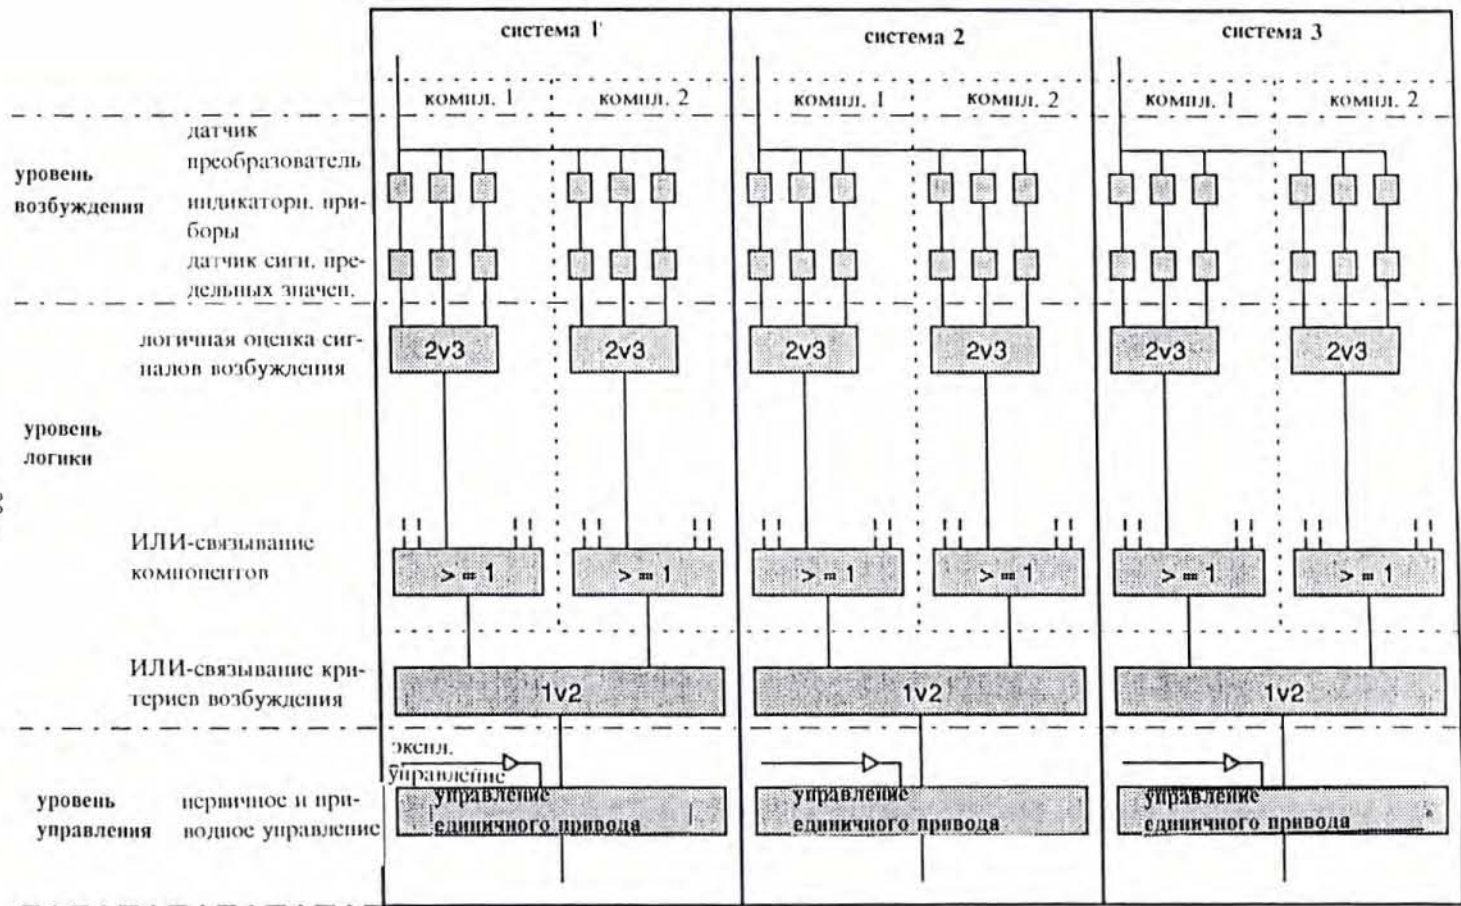 система 1
система 2
система 3
компл. 1
компл. 2
компл. 1
компл. 2
компл. 1
компл. 2
датчик
преобразователь
уровень
возбуждения
индикаторн. при-
боры
датчик сигн. пре-
дельных значен.
логичная оценка сиг-
налов возбуждения
2v3
2v3
2v3
2v3
2v3
2v3
уровень
логики
ИЛИ-связывание
компонентов
>= 1
>= 1
>= 1
>= 1
>= 1
>= 1
ИЛИ-связывание кри-
териев возбуждения
1v2
1v2
1v2
экспл.
управление
уровень
управления
первичное и при-
водное управление
управление
единичного привода
управление
единичного привода
управление
единичного привода